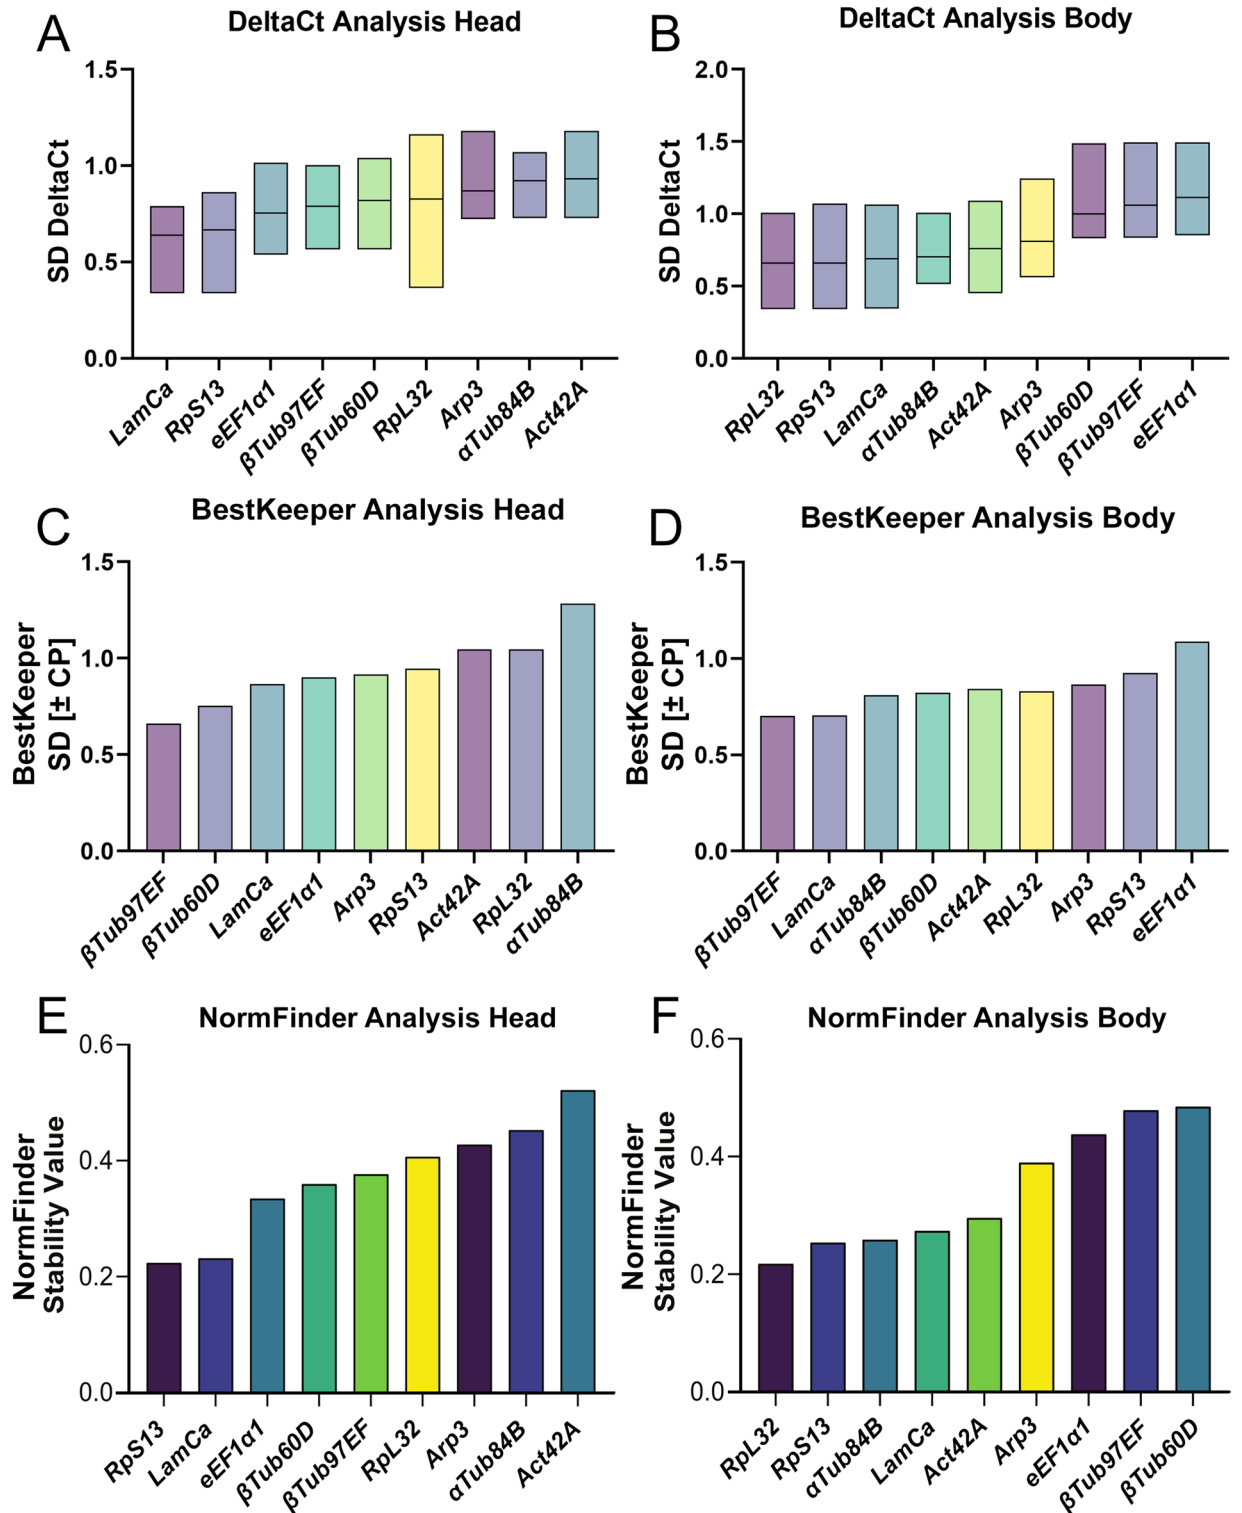 A
DeltaCt Analysis Head
SD DeltaCt
1.5
1.0
0.5
0.0
LamCa
RpS13
eEF1α1
βTub97EF
βTub60D
RpL32
Arp3
αTub84B
Act42A
B
DeltaCt Analysis Body
SD DeltaCt
2.0
1.5
1.0
0.5
0.0
RpL32
RpS13
LamCa
αTub84B
Act42A
Arp3
βTub60D
βTub97EF
eEF1α1
C
BestKeeper Analysis Head
BestKeeper
SD [± CP]
1.5
1.0
0.5
0.0
βTub97EF
βTub60D
LamCa
eEF1α1
Arp3
RpS13
Act42A
RpL32
αTub84B
D
BestKeeper Analysis Body
BestKeeper
SD [± CP]
1.5
1.0
0.5
0.0
βTub97EF
LamCa
αTub84B
βTub60D
Act42A
RpL32
Arp3
RpS13
eEF1α1
E
NormFinder Analysis Head
NormFinder
Stability Value
0.6
0.4
0.2
0.0
RpS13
LamCa
eEF1α1
βTub60D
βTub97EF
RpL32
Arp3
αTub84B
Act42A
F
NormFinder Analysis Body
NormFinder
Stability Value
0.6
0.4
0.2
0.0
RpL32
RpS13
αTub84B
LamCa
Act42A
Arp3
eEF1α1
βTub97EF
βTub60D